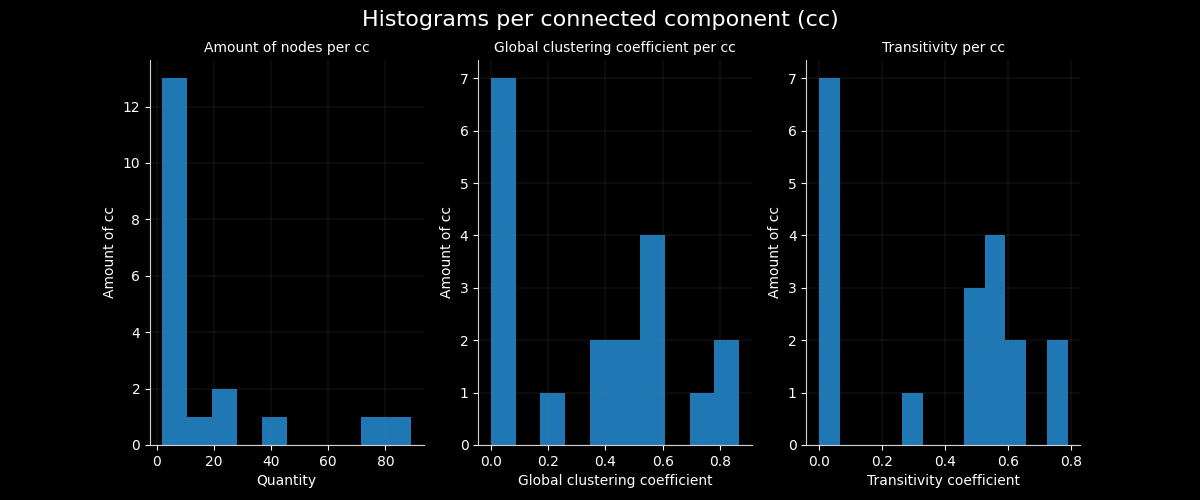 Histograms per connected component (cc)
Amount of nodes per cc
Global clustering coefficient per cc
Transitivity per cc
12
10
8
6
4
2
0
Amount of cc
0 20 40 60 80
Quantity
7
6
5
4
3
2
1
0
Amount of cc
0.0 0.2 0.4 0.6 0.8
Global clustering coefficient
7
6
5
4
3
2
1
0
Amount of cc
0.0 0.2 0.4 0.6 0.8
Transitivity coefficient